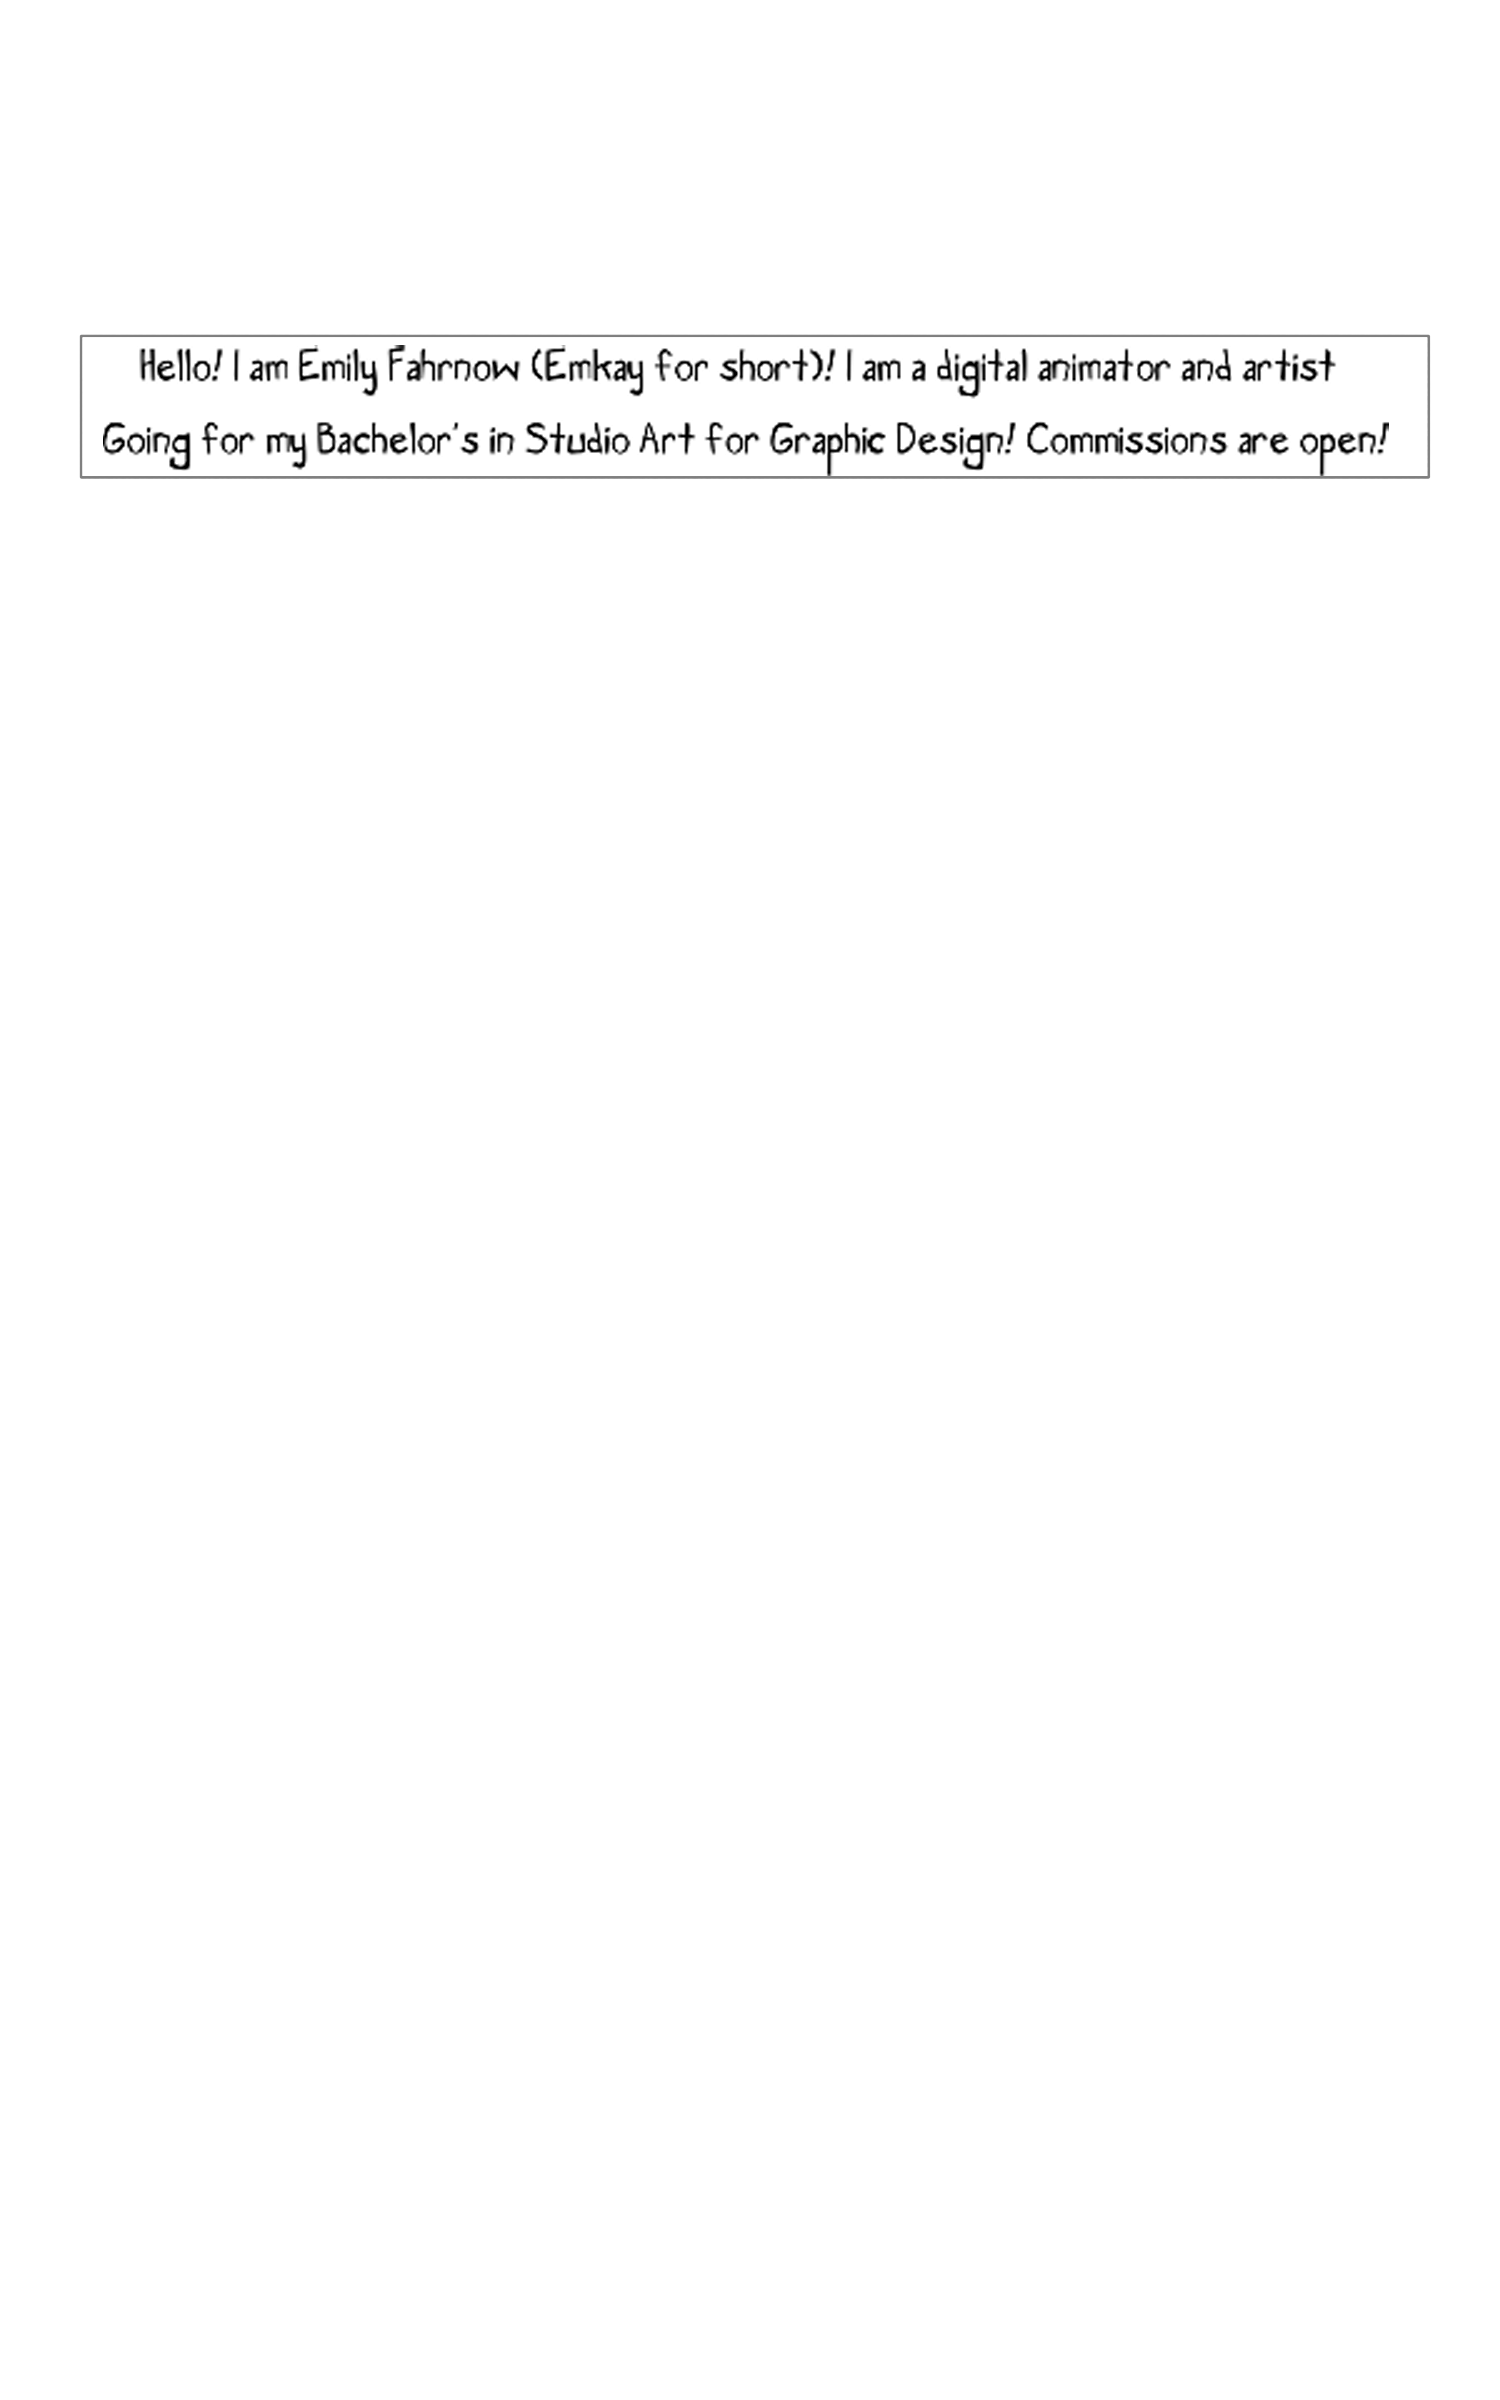 Hello! I am Emily Fahrnow (Emkay for short)! I am a digital animator and artist
Going for my Bachelor's in Studio Art for Graphic Design! Commissions are open!